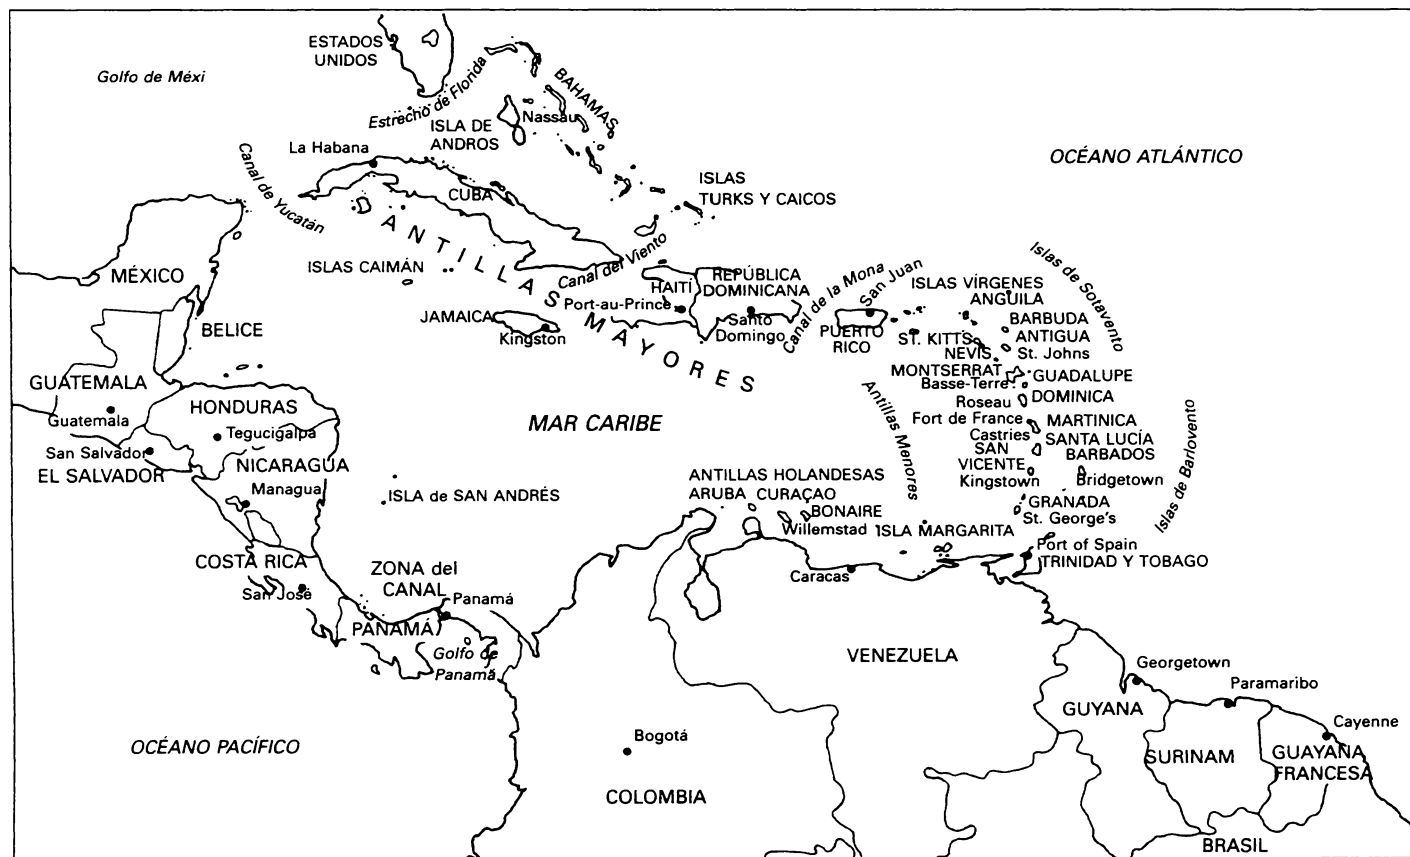 ESTADOS
UNIDOS
Golfo de Méxi
Estrecho de Florida
BAHAMAS
Nassau
ISLA DE
ANDROS
La Habana
OCÉANO ATLÁNTICO
Canal de Yucatán
CUBA
ISLAS
TURKS Y CAICOS
ANTILLAS MAYORES
ISLAS CAIMÁN
Canal del Viento
MÉXICO
HAITÍ
REPÚBLICA
DOMINICANA
Port-au-Prince
Santo
Domingo
Canal de la Mona
San Juan
PUERTO
RICO
ISLAS VÍRGENES
ANGUILA
Islas de Sotavento
BARBUDA
ANTIGUA
St. Johns
ST. KITTS
NEVIS
JAMAICA
Kingston
BELICE
MONTSERRAT
GUADALUPE
Basse-Terre
DOMINICA
Roseau
GUATEMALA
Guatemala
HONDURAS
Tegucigalpa
MAR CARIBE
Antillas Menores
Fort de France
MARTINICA
Castries
SANTA LUCÍA
SAN
VICENTE
Kingstown
BARBADOS
Bridgetown
Islas de Barlovento
San Salvador
EL SALVADOR
NICARAGUA
Managua
ISLA de SAN ANDRÉS
ANTILLAS HOLANDESAS
ARUBA CURAÇAO
BONAIRE
Willemstad
ISLA MARGARITA
GRANADA
St. George's
Port of Spain
TRINIDAD Y TOBAGO
COSTA RICA
San José
ZONA del
CANAL
Panamá
PANAMÁ
Golfo de
Panamá
Caracas
VENEZUELA
Georgetown
Paramaribo
GUYANA
Cayenne
OCÉANO PACÍFICO
Bogotá
SURINAM
GUAYANA
FRANCESA
COLOMBIA
BRASIL